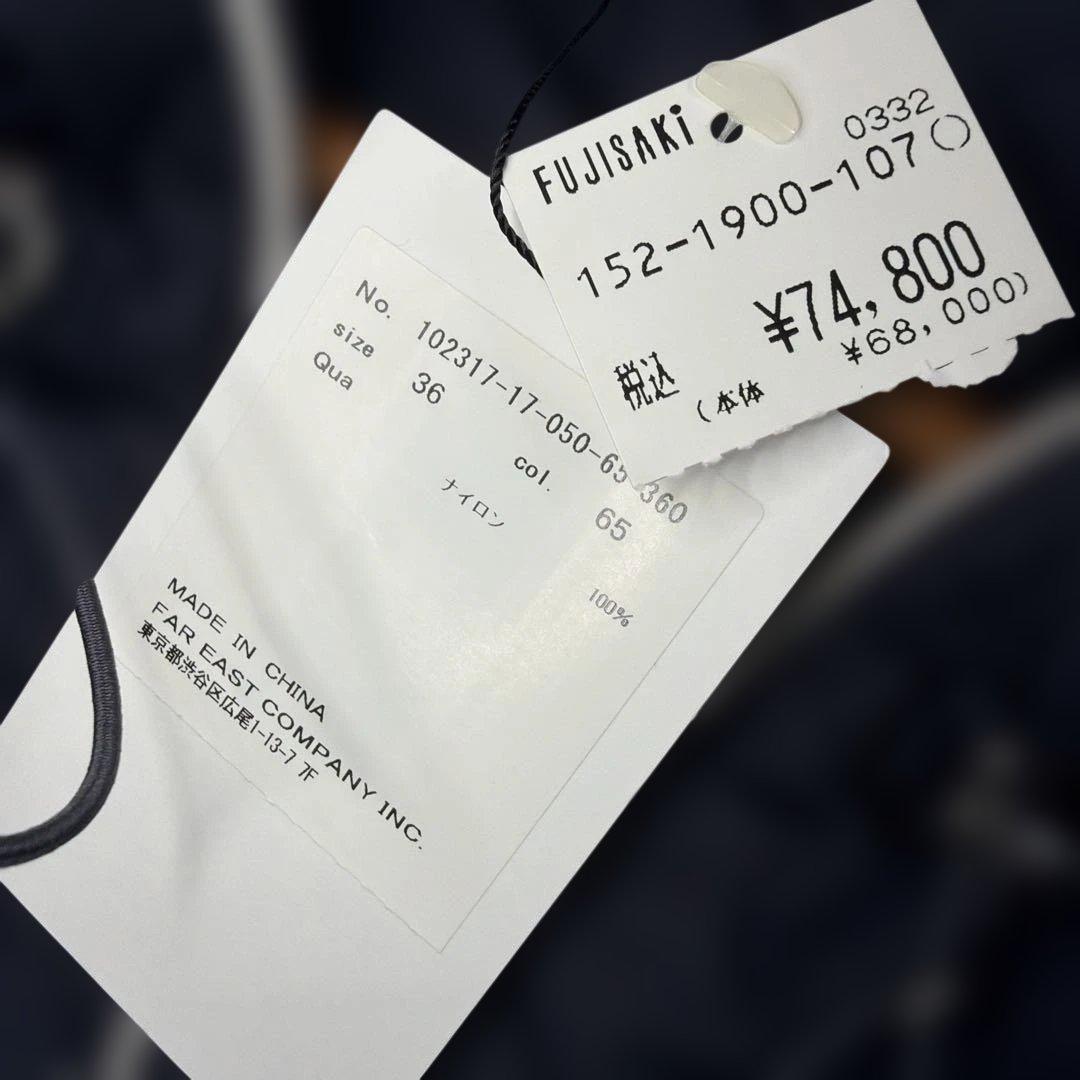 FUJISAKi
0332
152-1900-107○
¥74,800
税込
(本体 ¥68,000)
No. 102317-17-050-65 360
size 36 col. 65
Qua ナイロン 100%
MADE IN CHINA
FAR EAST COMPANY INC.
東京都渋谷区広尾1-13-7 7F